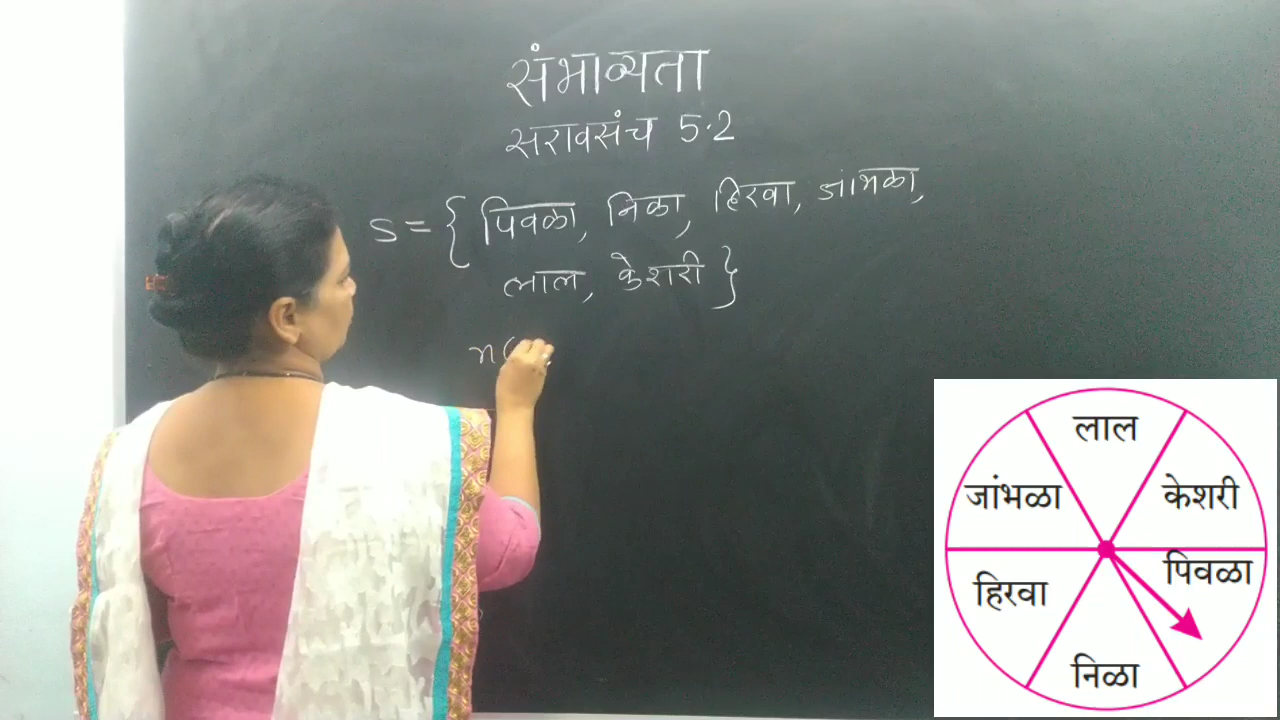 संभाव्यता
सरावसंच 5.2
S = { पिवळा, निळा, हिरवा, जांभळा,
लाल, केशरी }
n(
लाल
जांभळा
केशरी
हिरवा
पिवळा
निळा